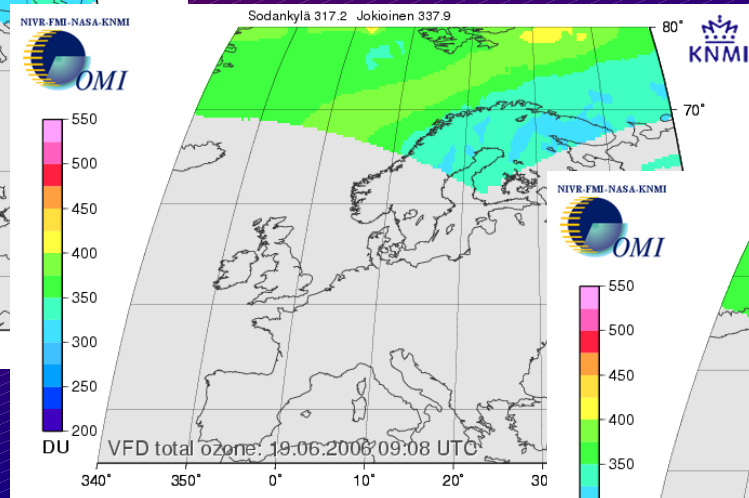 Sodankylä 317.2 Jokioinen 337.9
NIVR-FMI-NASA-KNMI
OMI
KNMI
80°
70°
550
500
450
400
350
300
250
200
DU
VFD total ozone: 19.06.2006 09:08 UTC
340°
350°
0°
10°
20°
30
NIVR-FMI-NASA-KNMI
OMI
550
500
450
400
350